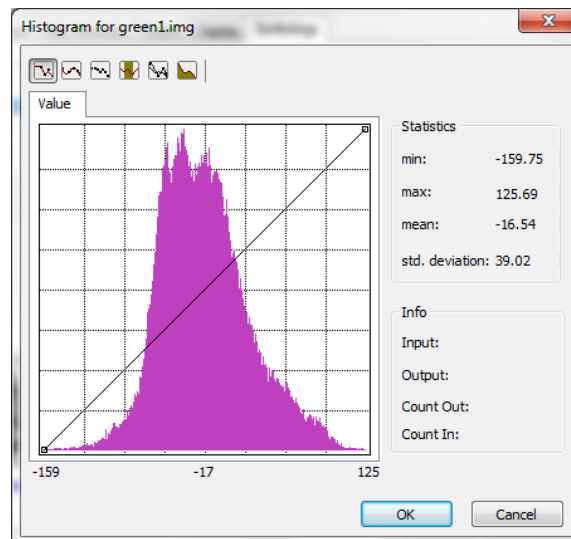 Histogram for green1.img
Value
Statistics
min: -159.75
max: 125.69
mean: -16.54
std. deviation: 39.02
Info
Input:
Output:
Count Out:
Count In:
-159 -17 125
OK Cancel